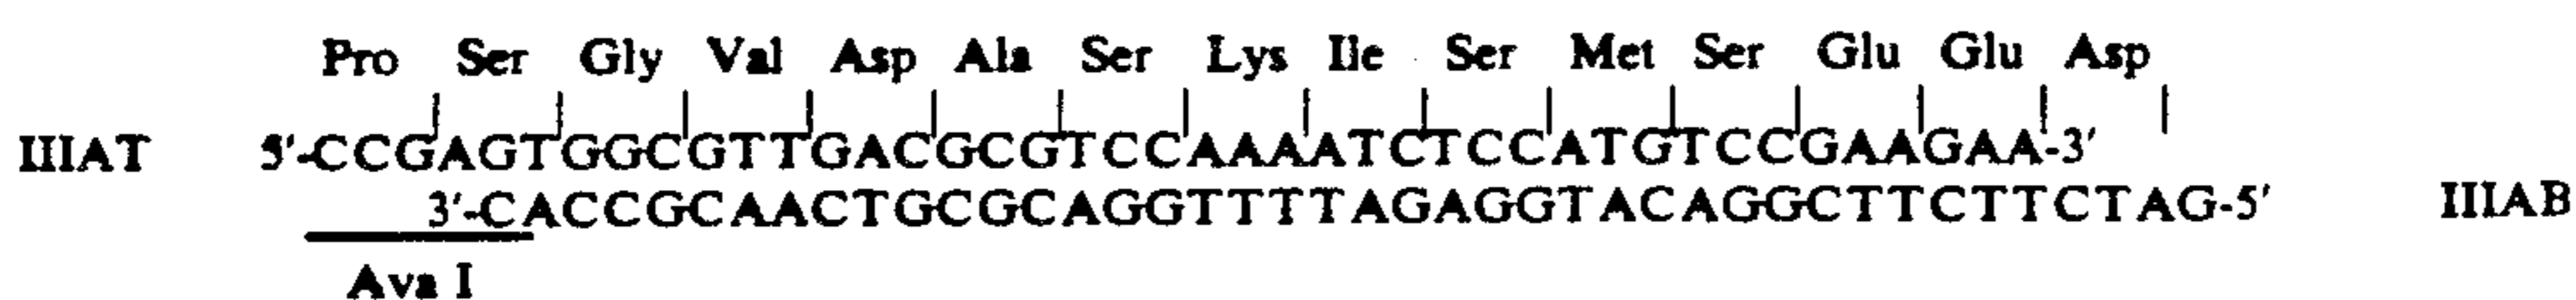 Pro Ser Gly Val Asp Ala Ser Lys Ile Ser Met Ser Glu Glu Asp
IIIAT 5'-CCGAGTGGCGTTGACGCGTCCAAAATCTCCATGTCCGAAGAA-3'
3'-CACCGCAACTGCGCAGGTTTTAGAGGTACAGGCTTCTTCTAG-5' IIIAB
Ava I